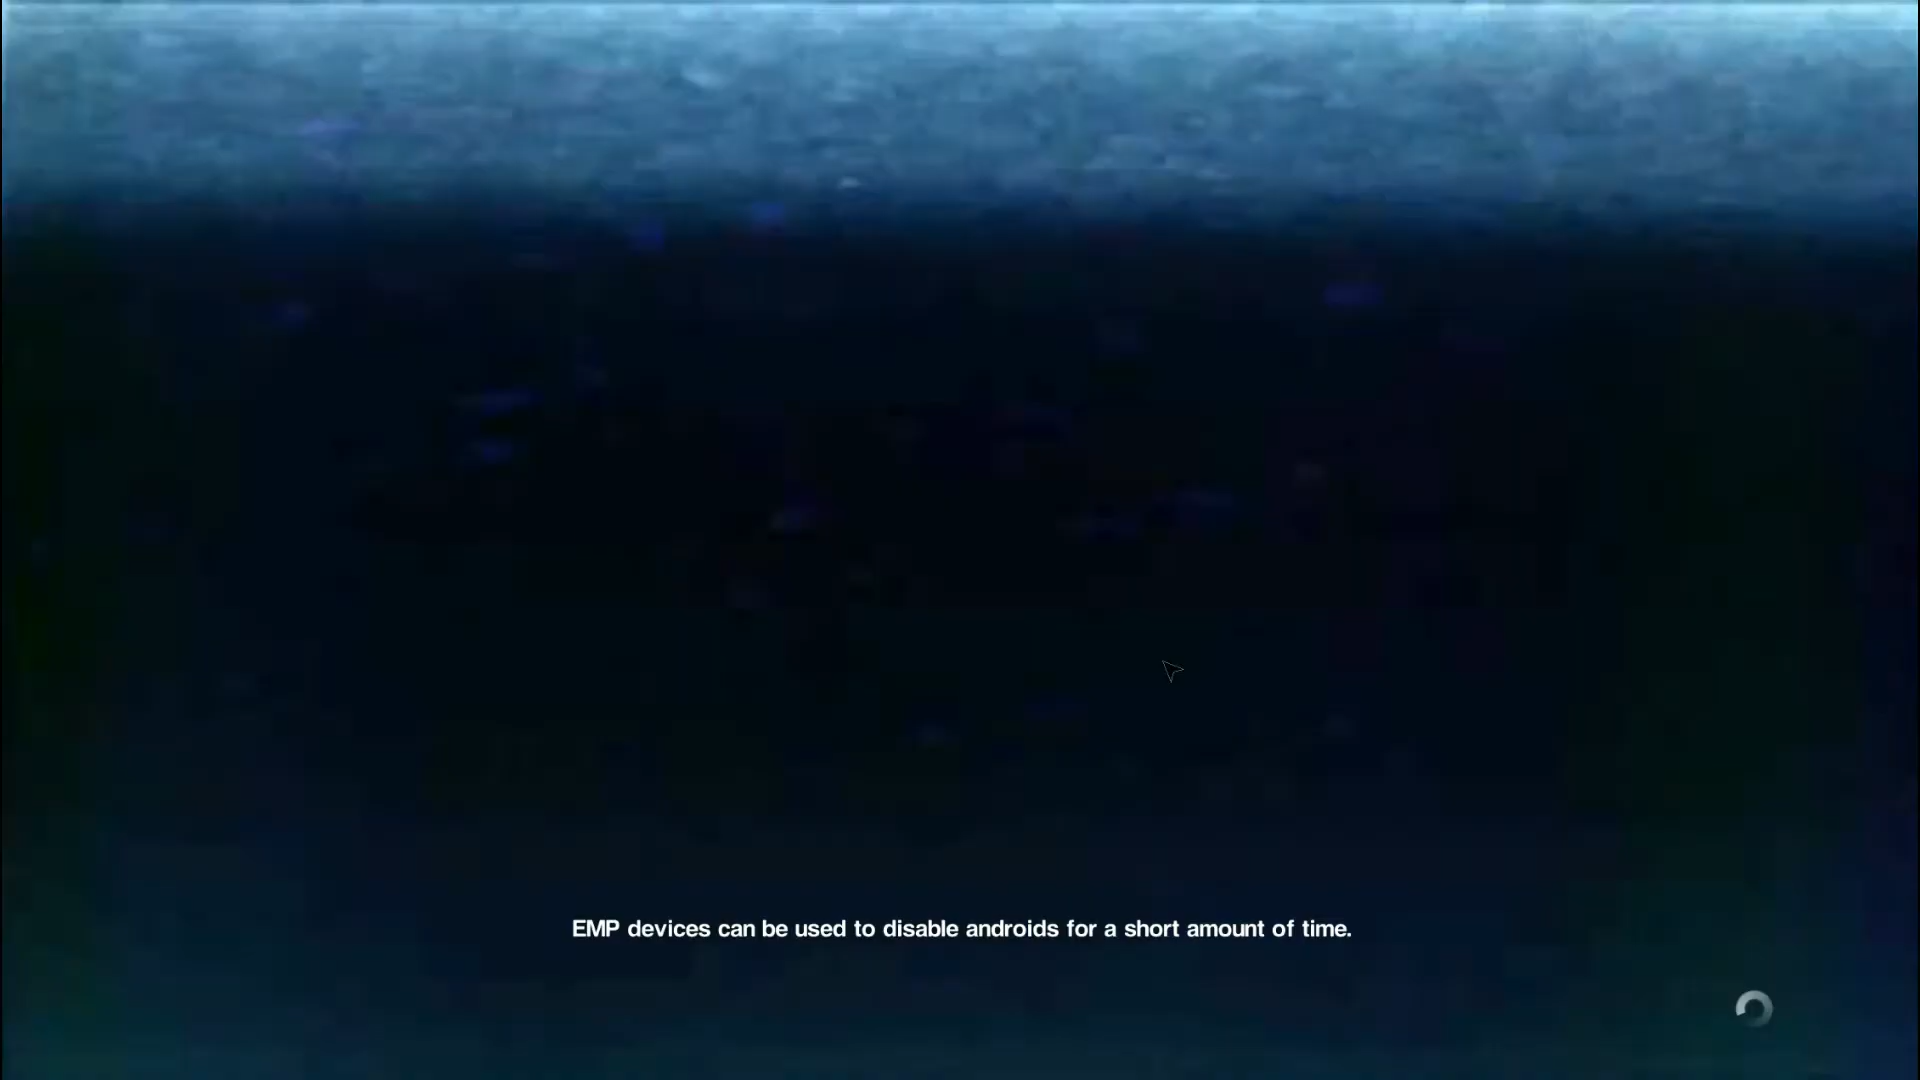 EMP devices can be used to disable androids for a short amount of time.